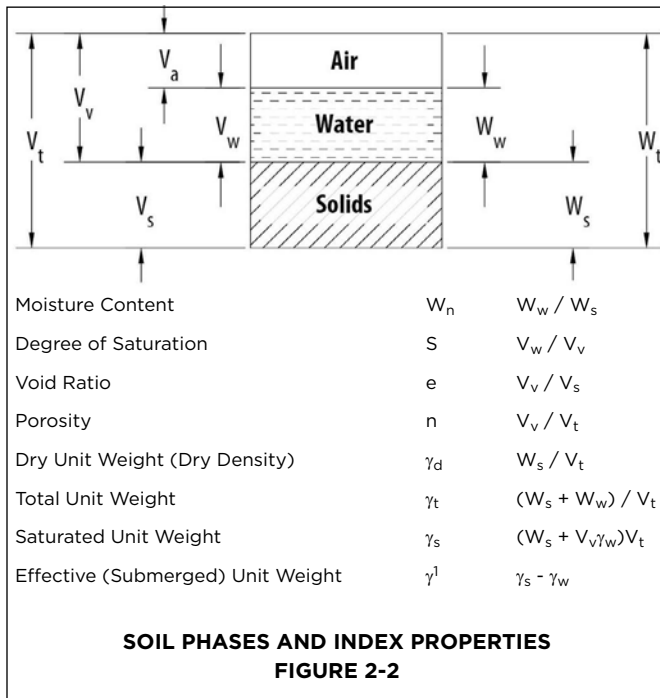 Air
Water
Solids
V_t
V_v
V_a
V_w
V_s
W_w
W_s
W_t
Moisture Content W_n W_w / W_s
Degree of Saturation S V_w / V_v
Void Ratio e V_v / V_s
Porosity n V_v / V_t
Dry Unit Weight (Dry Density) γ_d W_s / V_t
Total Unit Weight γ_t (W_s + W_w) / V_t
Saturated Unit Weight γ_s (W_s + V_vγ_w)V_t
Effective (Submerged) Unit Weight γ^1 γ_s - γ_w
SOIL PHASES AND INDEX PROPERTIES
FIGURE 2-2